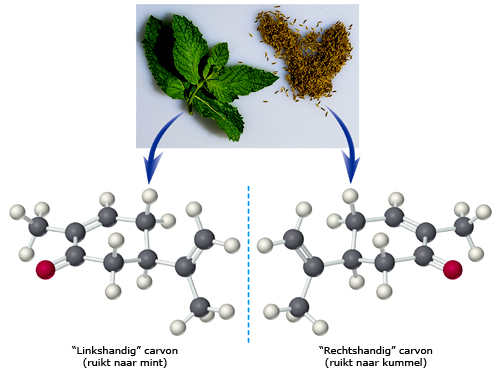 “Linkshandig” carvon
(ruikt naar mint)
“Rechtshandig” carvon
(ruikt naar kummel)